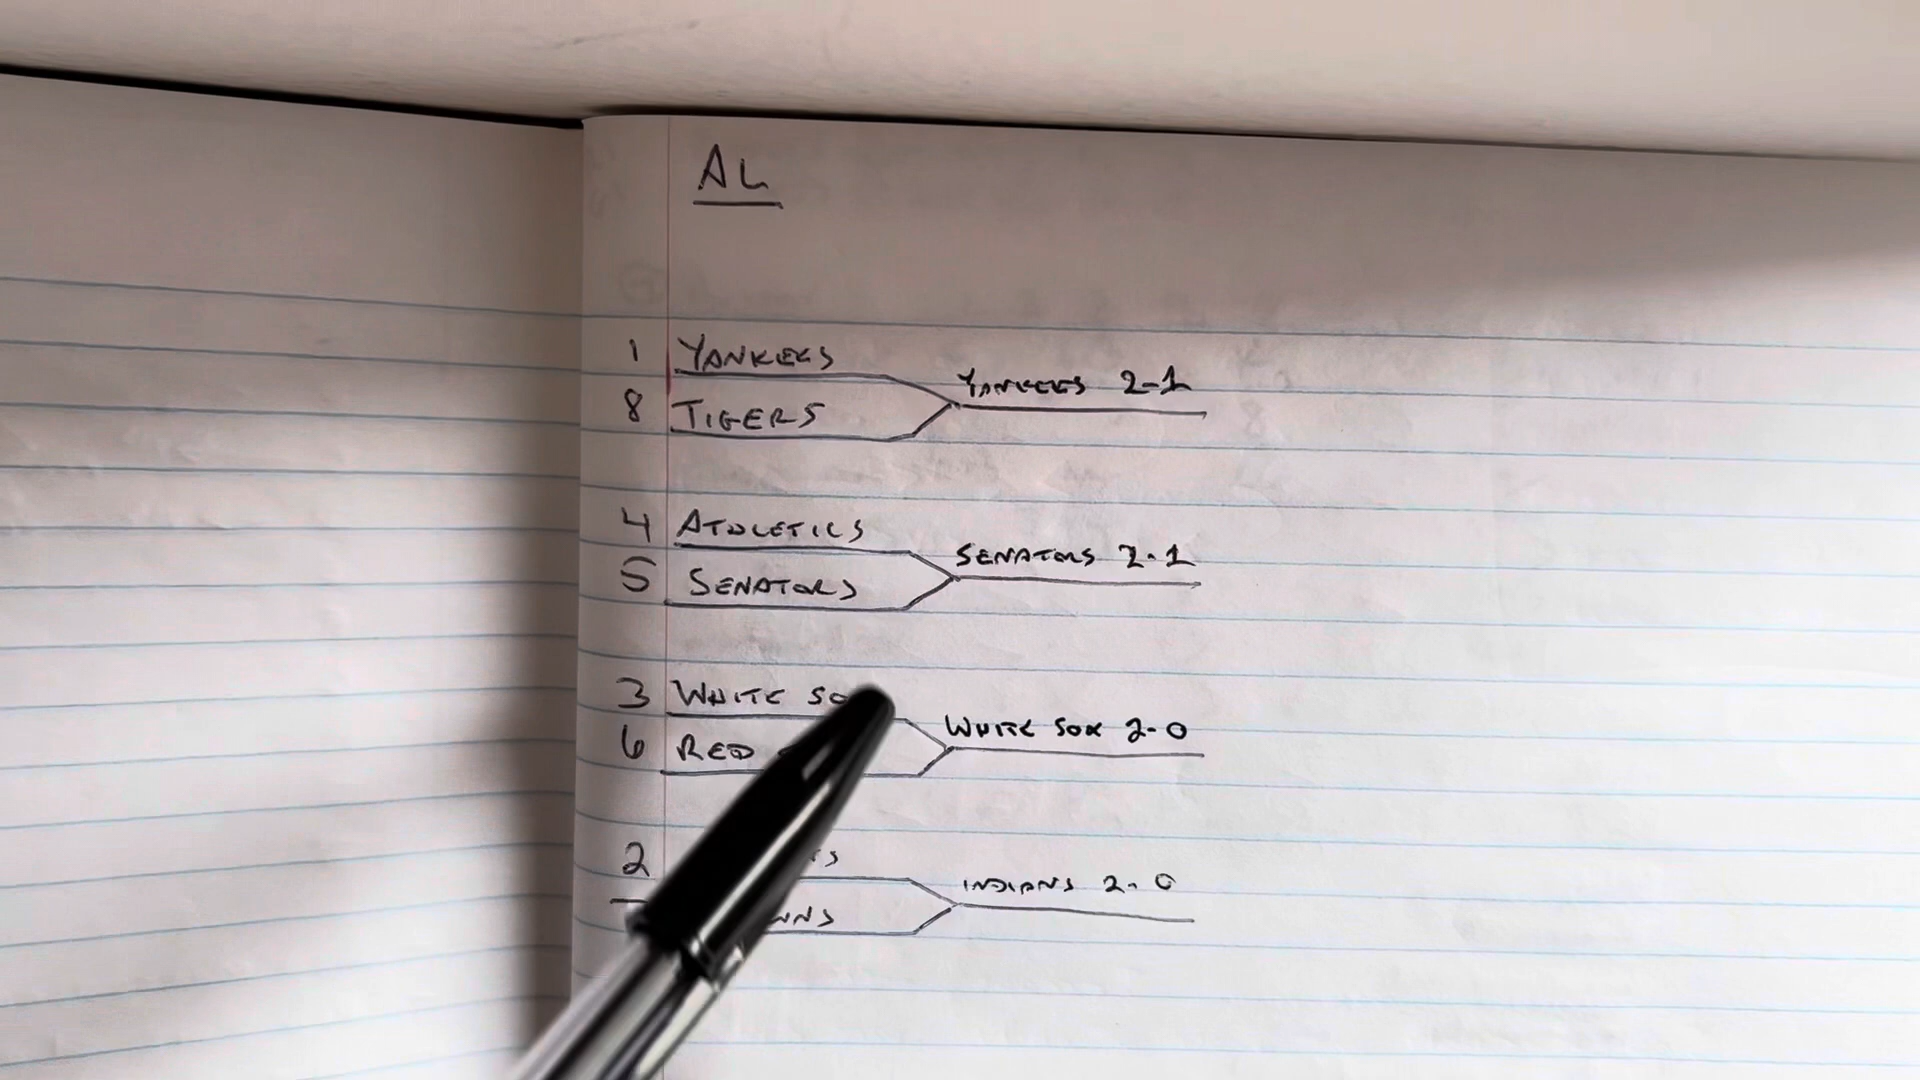 AL
1 YANKEES
YANKEES 2-1
8 TIGERS
4 ATHLETICS
SENATORS 2-1
5 SENATORS
3 WHITE
WHITE SOX 2-0
6 RED
2
INDIANS 2-0